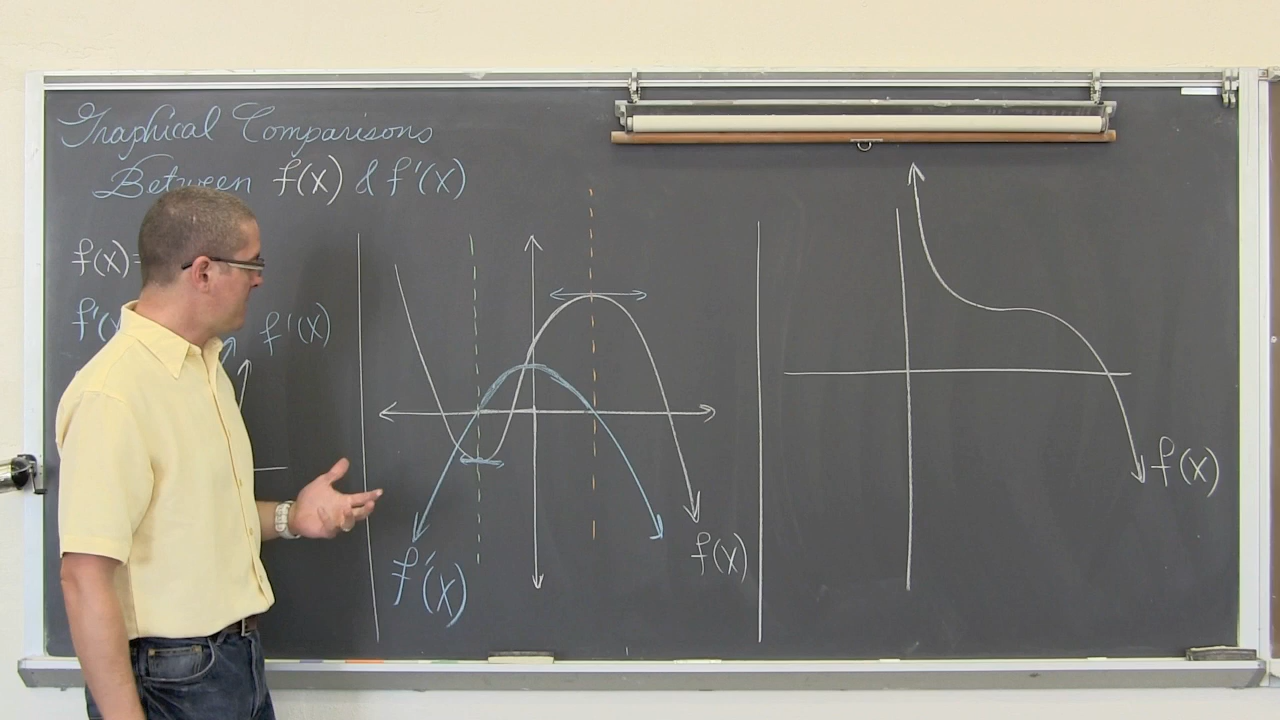 Graphical Comparisons
Between f(x) & f'(x)
f(x)=
f'(x)
f'(x)
f'(x)
f(x)
f(x)